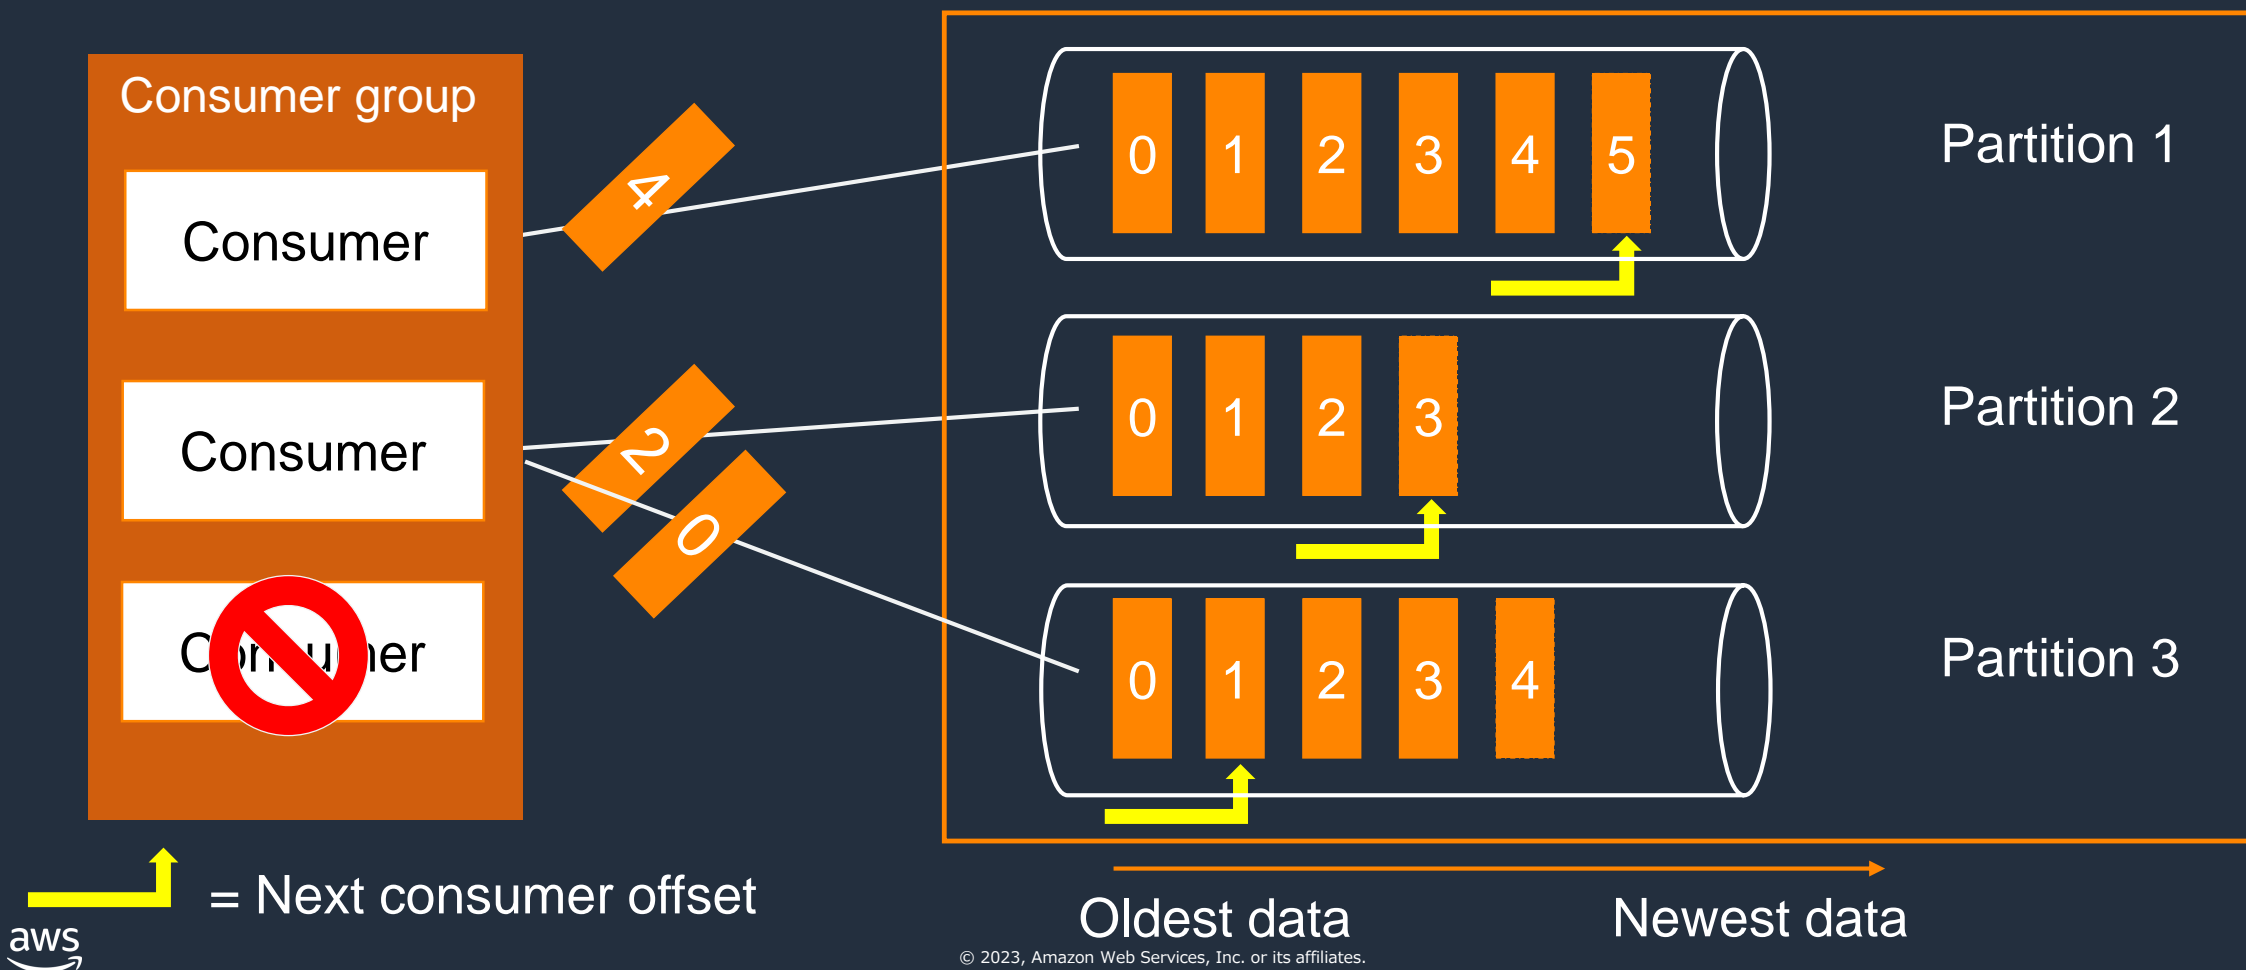 Consumer group
Consumer
Consumer
Consumer
4
2
0
0 1 2 3 4 5
Partition 1
0 1 2 3
Partition 2
0 1 2 3 4
Partition 3
= Next consumer offset
Oldest data
Newest data
aws
© 2023, Amazon Web Services, Inc. or its affiliates.